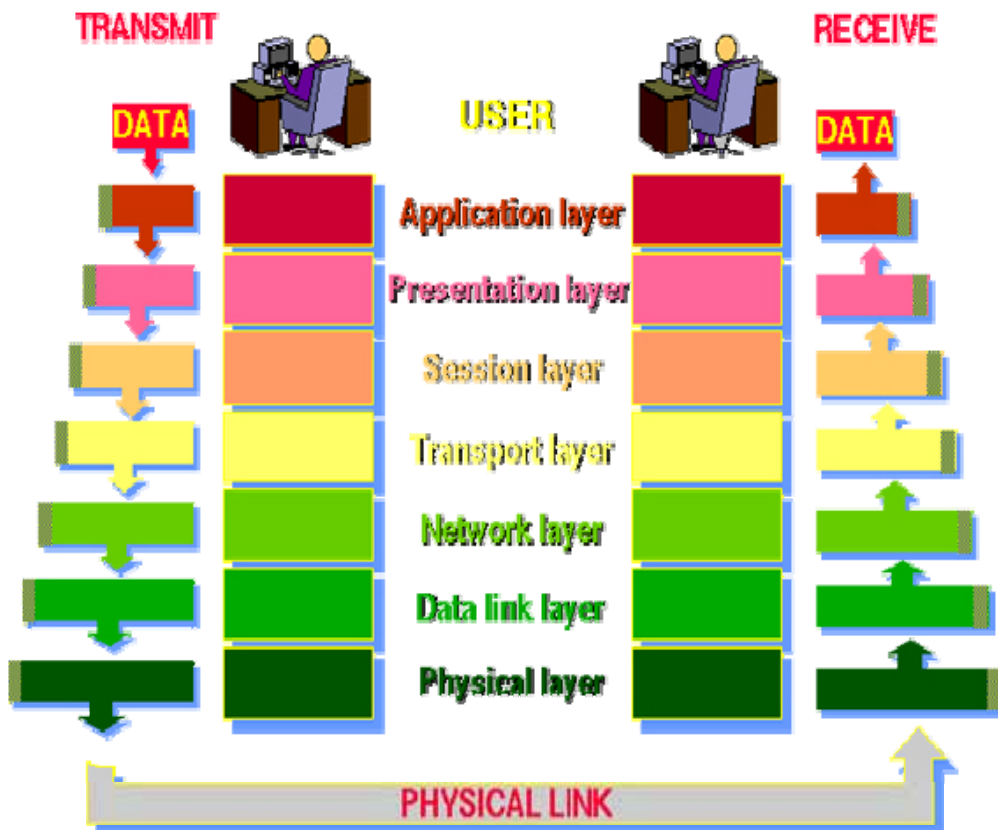 TRANSMIT
RECEIVE
USER
DATA
DATA
Application layer
Presentation layer
Session layer
Transport layer
Network layer
Data link layer
Physical layer
PHYSICAL LINK